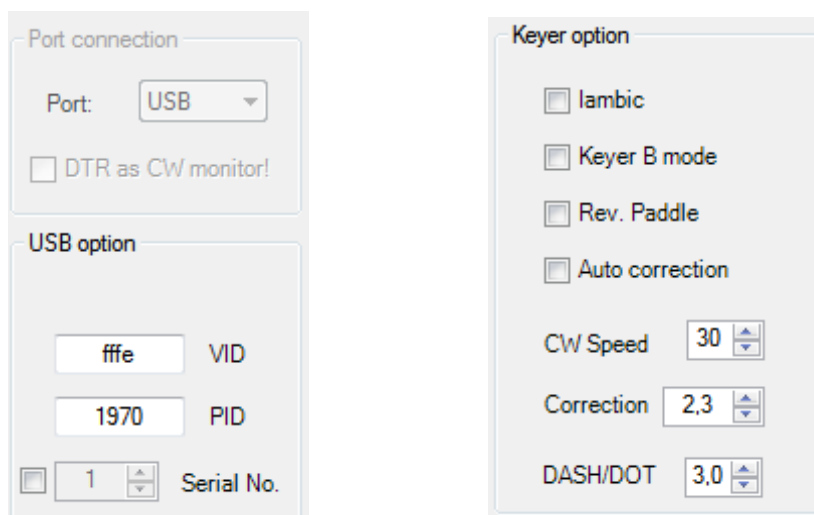 Port connection
Port: USB
DTR as CW monitor!
USB option
fffe VID
1970 PID
1 Serial No.
Keyer option
Iambic
Keyer B mode
Rev. Paddle
Auto correction
CW Speed 30
Correction 2,3
DASH/DOT 3,0